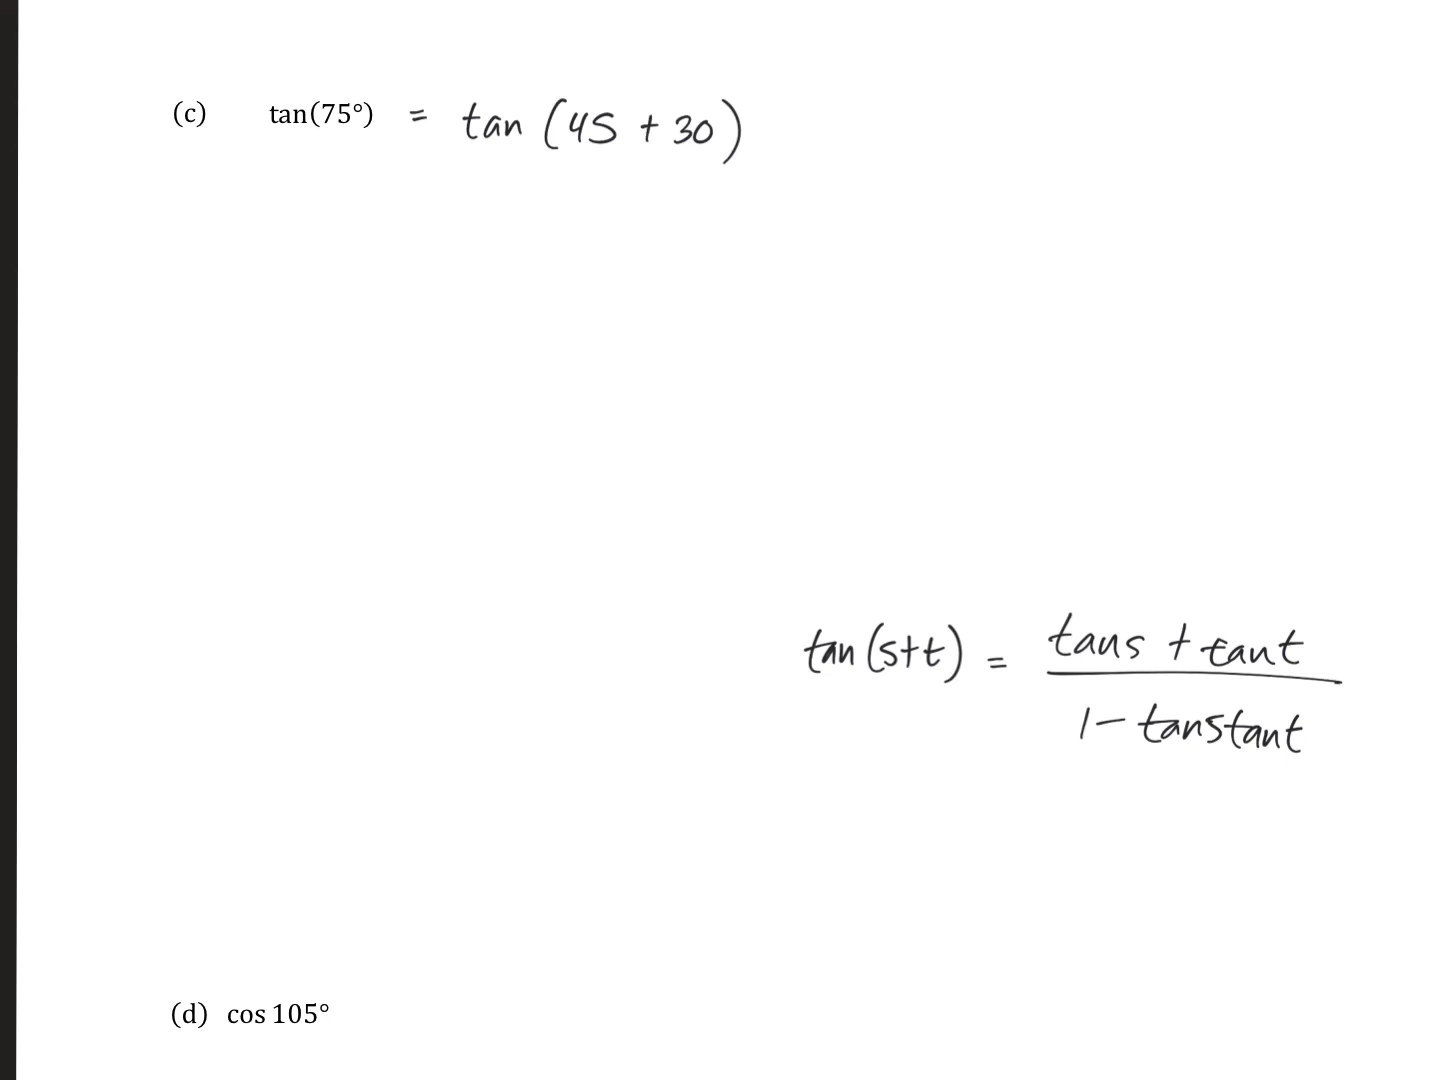 (c) tan(75°) = tan (45 + 30)
tan (s+t) = tans + tant
1 - tanstant
(d) cos 105°